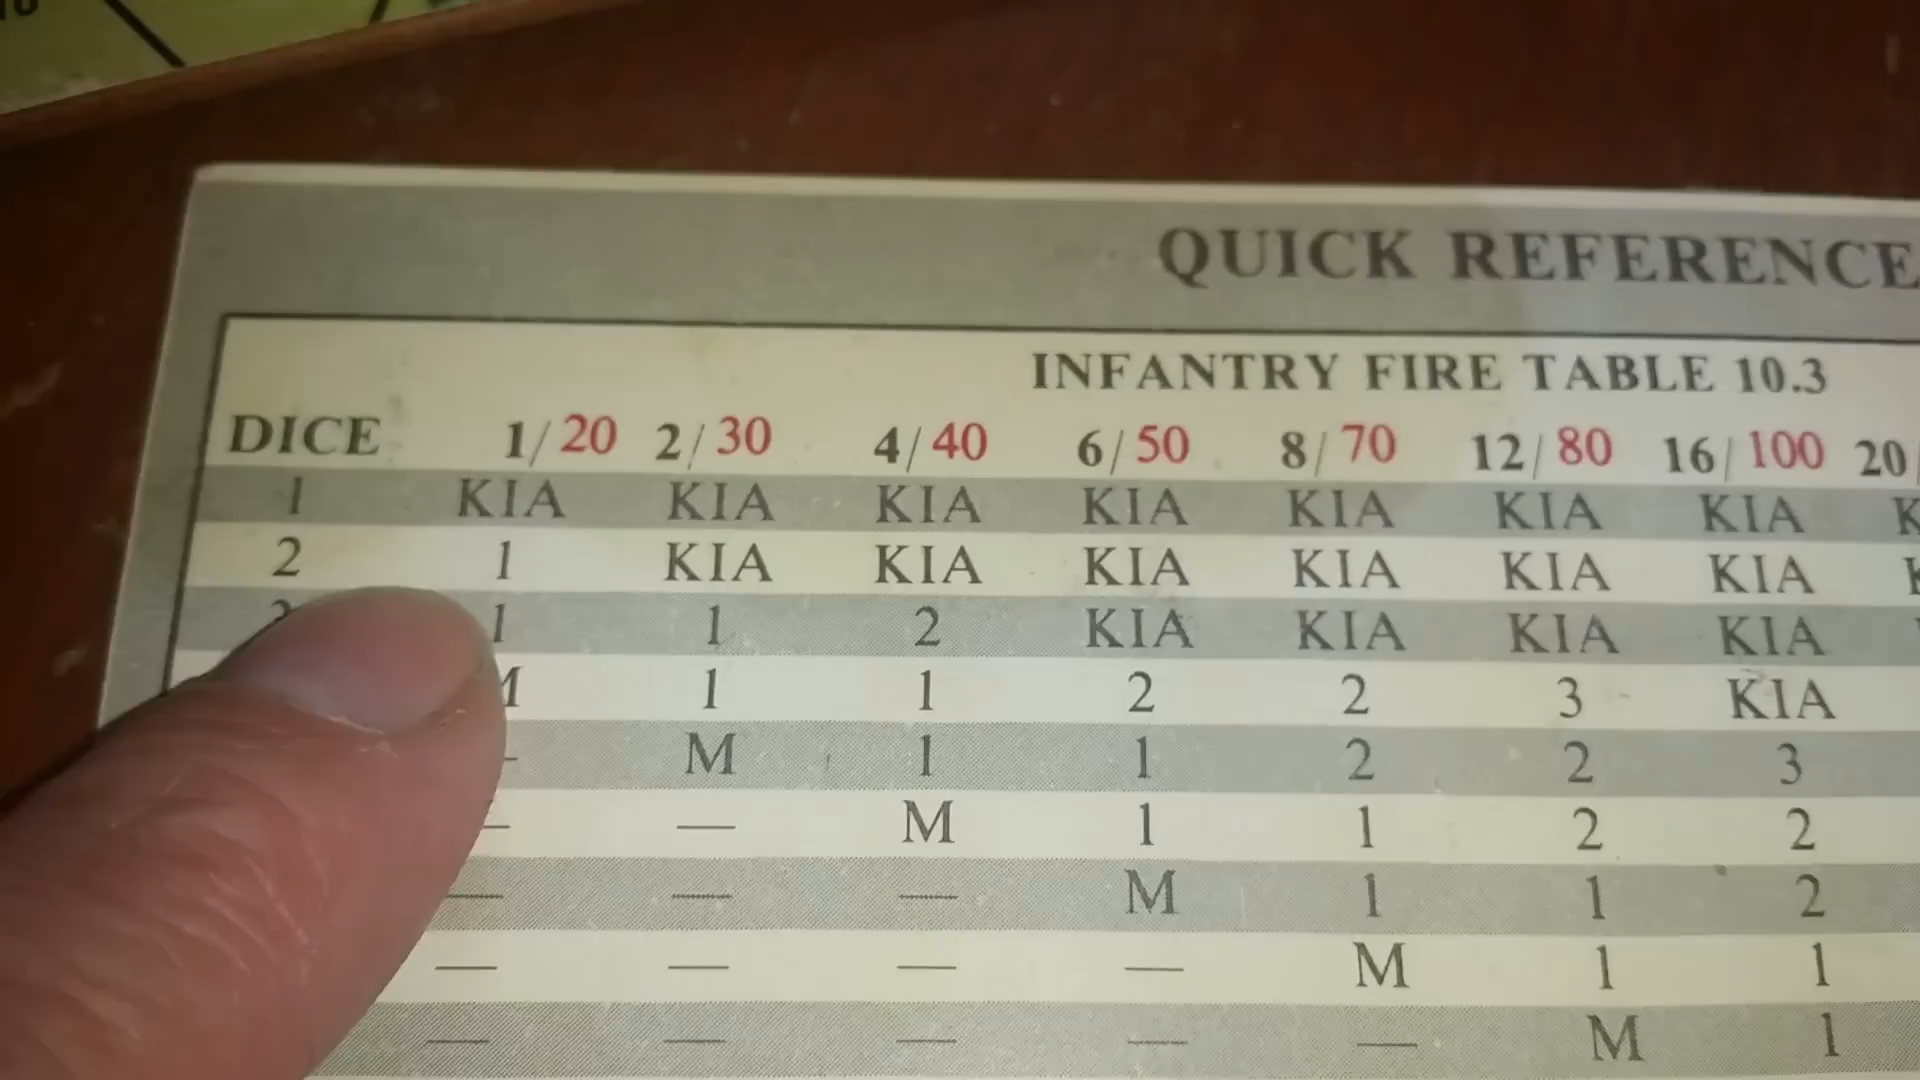 QUICK REFERENCE
INFANTRY FIRE TABLE 10.3
DICE 1/20 2/30 4/40 6/50 8/70 12/80 16/100 20/
1 KIA KIA KIA KIA KIA KIA KIA K
2 1 KIA KIA KIA KIA KIA KIA K
1 1 2 KIA KIA KIA KIA
M 1 1 2 2 3 KIA
— M 1 1 2 2 3
— — M 1 1 2 2
— — — M 1 1 2
— — — — M 1 1
— — — — — M 1